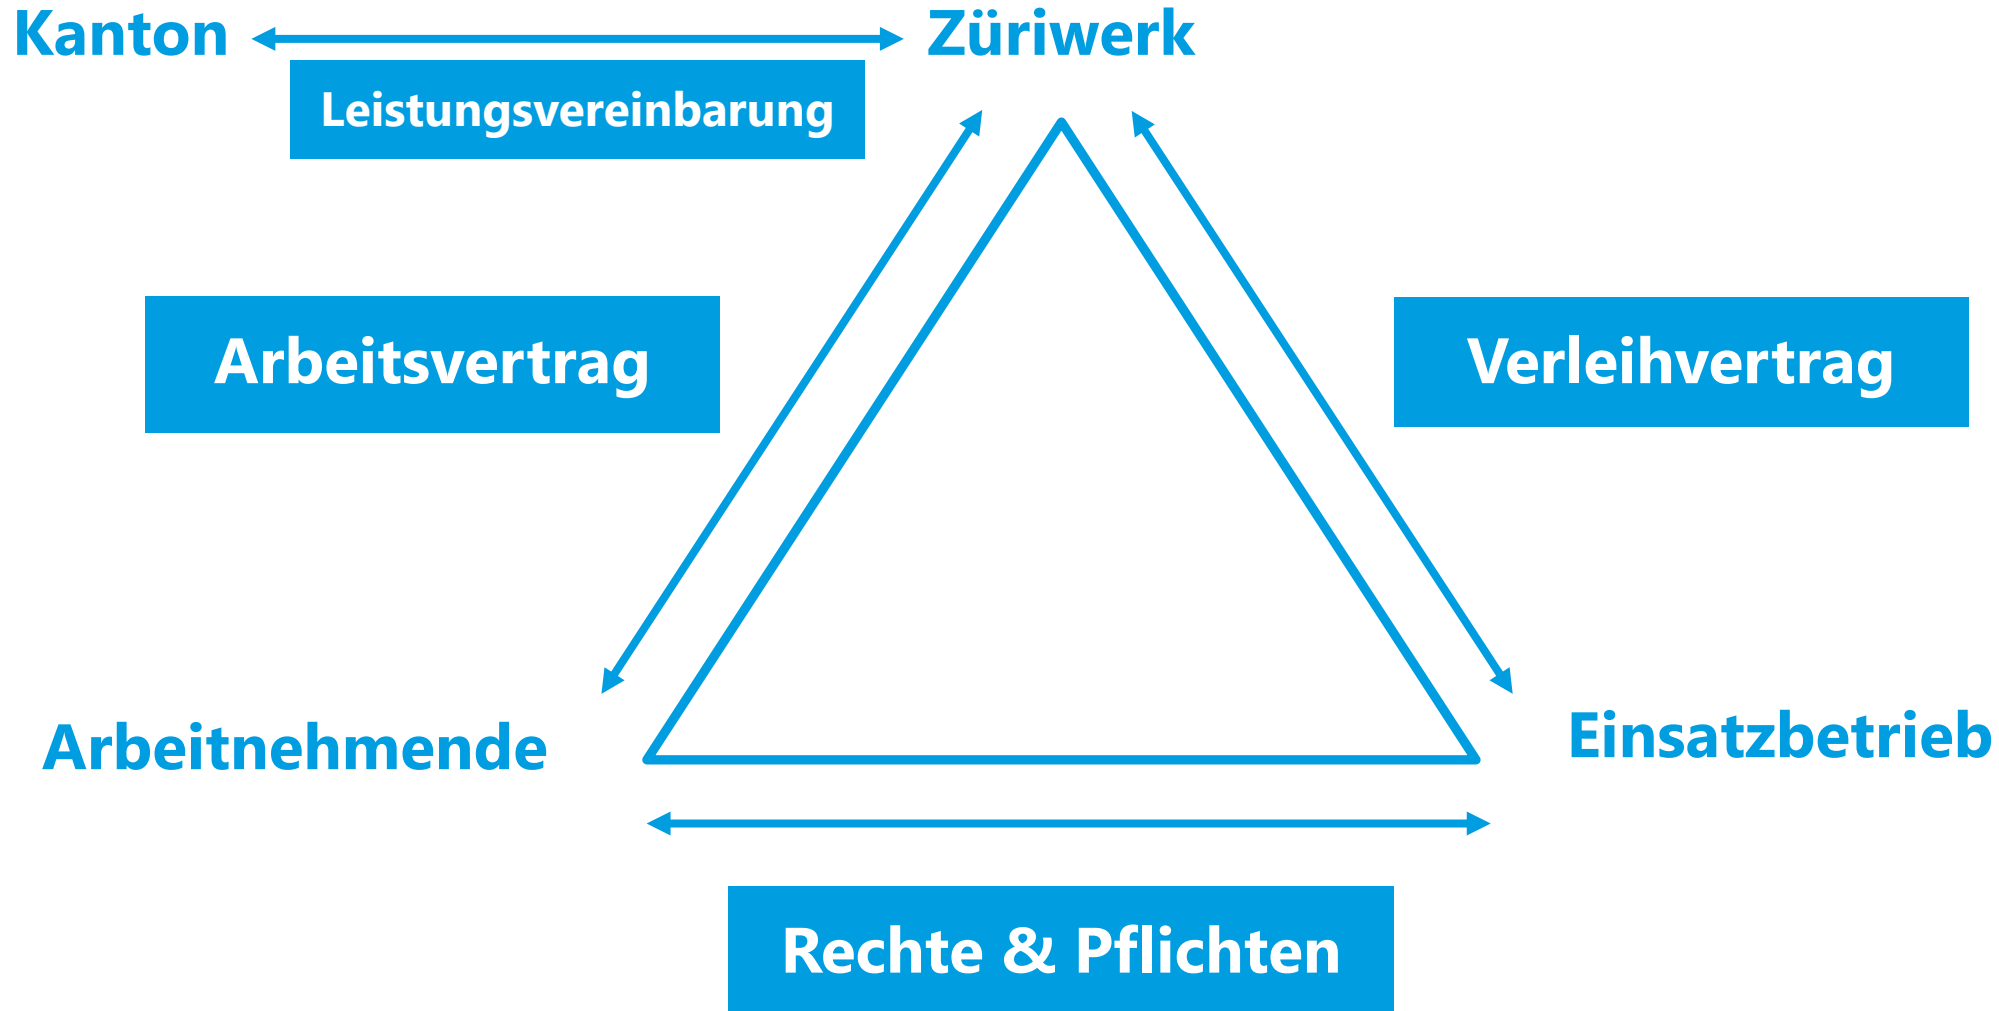 Kanton
Züriwerk
Leistungsvereinbarung
Arbeitsvertrag
Verleihvertrag
Arbeitnehmende
Einsatzbetrieb
Rechte & Pflichten